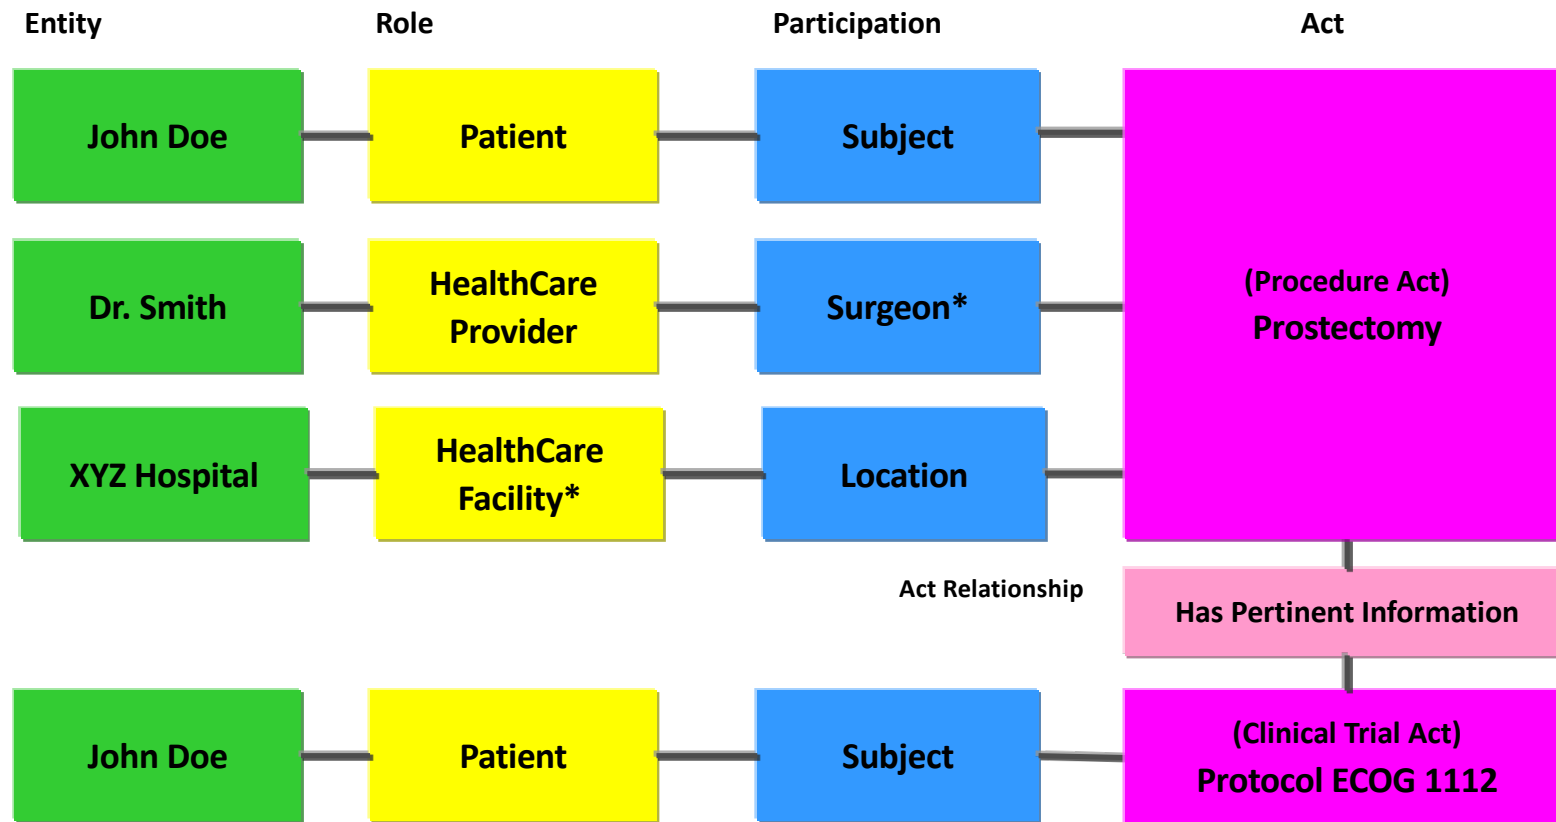 Entity Role Participation Act
John Doe Patient Subject
Dr. Smith
HealthCare
Provider
Surgeon*
(Procedure Act)
Prostectomy
XYZ Hospital
HealthCare
Facility*
Location
Act Relationship
Has Pertinent Information
John Doe Patient Subject
(Clinical Trial Act)
Protocol ECOG 1112